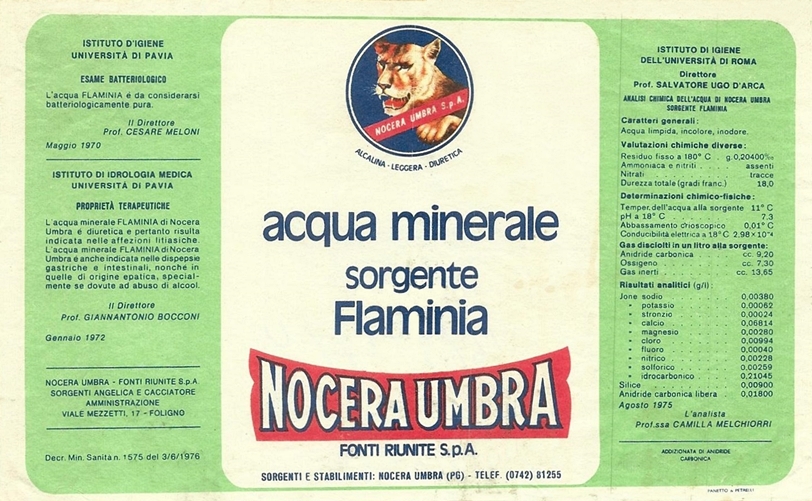 ISTITUTO D'IGIENE
UNIVERSITÀ DI PAVIA
ESAME BATTERIOLOGICO
L'acqua FLAMINIA è da considerarsi
batteriologicamente pura.
Il Direttore
Prof. CESARE MELONI
Maggio 1970
ISTITUTO DI IDROLOGIA MEDICA
UNIVERSITÀ DI PAVIA
PROPRIETÀ TERAPEUTICHE
L'acqua minerale FLAMINIA di Nocera
Umbra è diuretica e pertanto risulta
indicata nelle affezioni litiasiche.
L'acqua minerale FLAMINIA di Nocera
Umbra è anche indicata nelle dispepsie
gastriche e intestinali, nonché in
quelle di origine epatica, special-
mente se dovute ad abuso di alcool.
Il Direttore
Prof. GIANNANTONIO BOCCONI
Gennaio 1972
NOCERA UMBRA - FONTI RIUNITE S.p.A.
SORGENTI ANGELICA E CACCIATORE
AMMINISTRAZIONE
VIALE MEZZETTI, 17 - FOLIGNO
Decr. Min. Sanità n. 1575 del 3/6/1976
NOCERA UMBRA S.p.A.
ALCALINA - LEGGERA - DIURETICA
acqua minerale
sorgente
Flaminia
NOCERA UMBRA
FONTI RIUNITE S.p.A.
SORGENTI E STABILIMENTI: NOCERA UMBRA (PG) - TELEF. (0742) 81255
ISTITUTO DI IGIENE
DELL'UNIVERSITÀ DI ROMA
Direttore
Prof. SALVATORE UGO D'ARCA
ANALISI CHIMICA DELL'ACQUA DI NOCERA UMBRA
SORGENTE FLAMINIA
Caratteri generali:
Acqua limpida, incolore, inodore.
Valutazioni chimiche diverse:
Residuo fisso a 180° C . g. 0,20400‰
Ammoniaca e nitriti . . . . assenti
Nitrati . . . . tracce
Durezza totale (gradi franc.) 18,0
Determinazioni chimico-fisiche:
Temper. dell'acqua alla sorgente 11° C
pH a 18° C . . . . 7.3
Abbassamento crioscopico 0,01° C
Conducibilità elettrica a 18°C 2,98×10⁻⁴
Gas disciolti in un litro alla sorgente:
Anidride carbonica . . . cc. 9,20
Ossigeno . . . . cc. 7,30
Gas inerti . . . . cc. 13,65
Risultati analitici (g/l):
Jone sodio . . . . 0,00380
" potassio . . . . 0,00062
" stronzio . . . . 0,00024
" calcio . . . . 0,06814
" magnesio . . . . 0,00280
" cloro . . . . 0,00994
" fluoro . . . . 0,00040
" nitrico . . . . 0,00228
" solforico . . . . 0,00259
" idrocarbonico . . . . 0,21045
Silice . . . . 0,00900
Anidride carbonica libera . 0,01800
Agosto 1975
L'analista
Prof.ssa CAMILLA MELCHIORRI
ADDIZIONATA DI ANIDRIDE
CARBONICA